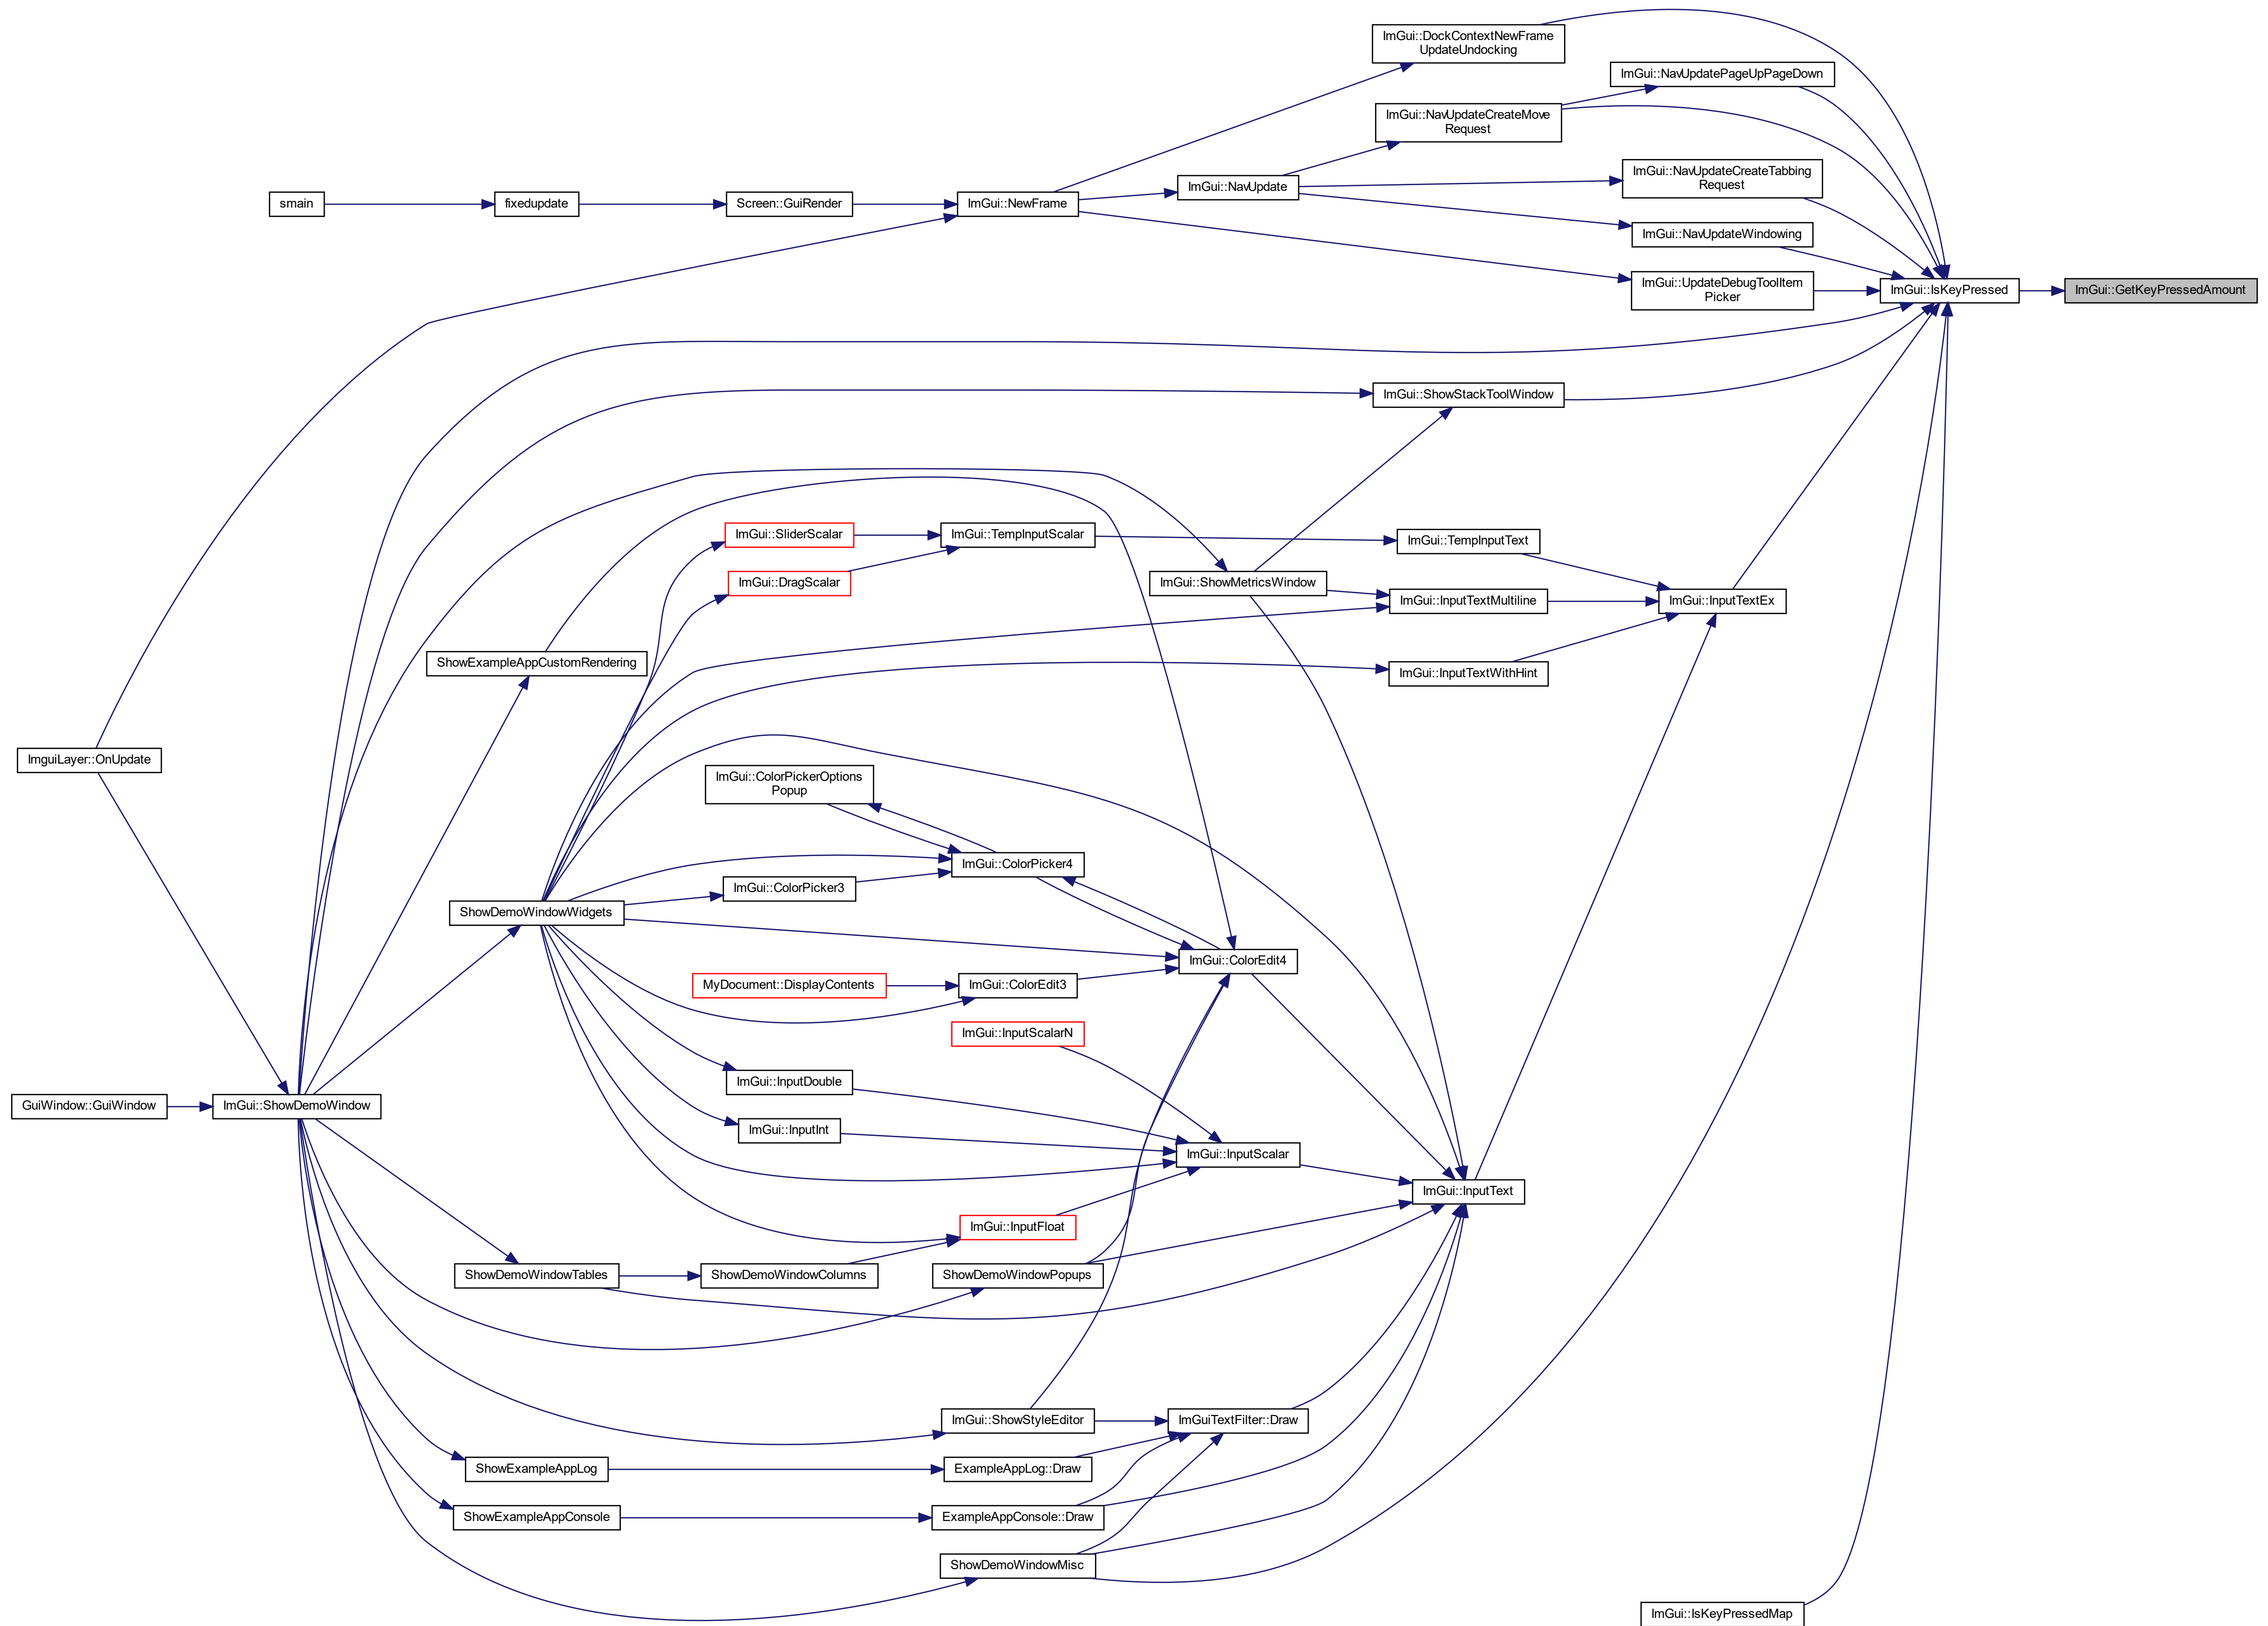 ImGui::DockContextNewFrame
UpdateUndocking
ImGui::NavUpdatePageUpPageDown
ImGui::NavUpdateCreateMove
Request
ImGui::NavUpdateCreateTabbing
Request
ImGui::NavUpdate
smain
fixedupdate
Screen::GuiRender
ImGui::NewFrame
ImGui::NavUpdateWindowing
ImGui::UpdateDebugToolItem
Picker
ImGui::IsKeyPressed
ImGui::GetKeyPressedAmount
ImGui::ShowStackToolWindow
ImGui::SliderScalar
ImGui::TempInputScalar
ImGui::TempInputText
ImGui::DragScalar
ImGui::ShowMetricsWindow
ImGui::InputTextMultiline
ImGui::InputTextEx
ShowExampleAppCustomRendering
ImGui::InputTextWithHint
ImguiLayer::OnUpdate
ImGui::ColorPickerOptions
Popup
ImGui::ColorPicker4
ImGui::ColorPicker3
ShowDemoWindowWidgets
ImGui::ColorEdit4
MyDocument::DisplayContents
ImGui::ColorEdit3
ImGui::InputScalarN
ImGui::InputDouble
GuiWindow::GuiWindow
ImGui::ShowDemoWindow
ImGui::InputInt
ImGui::InputScalar
ImGui::InputText
ImGui::InputFloat
ShowDemoWindowTables
ShowDemoWindowColumns
ShowDemoWindowPopups
ImGui::ShowStyleEditor
ImGuiTextFilter::Draw
ShowExampleAppLog
ExampleAppLog::Draw
ShowExampleAppConsole
ExampleAppConsole::Draw
ShowDemoWindowMisc
ImGui::IsKeyPressedMap